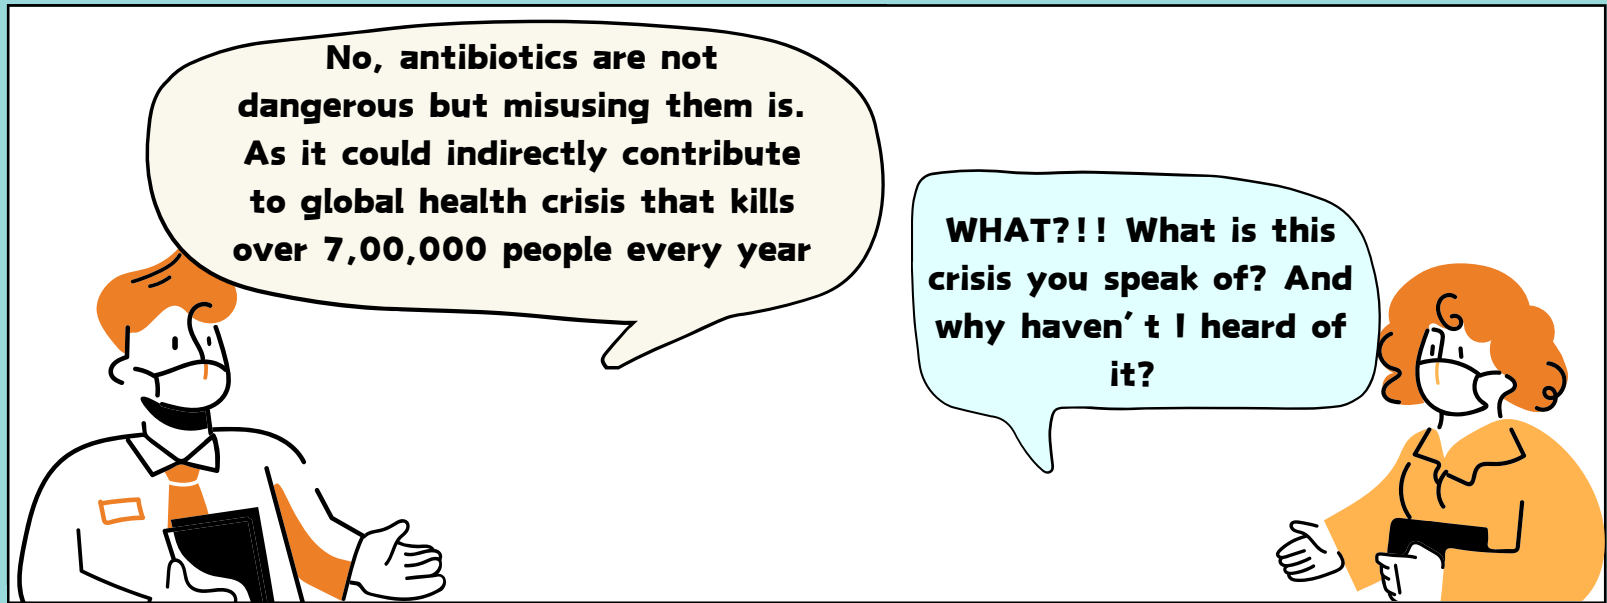 No, antibiotics are not
dangerous but misusing them is.
As it could indirectly contribute
to global health crisis that kills
over 7,00,000 people every year
WHAT?!! What is this
crisis you speak of? And
why haven't I heard of
it?